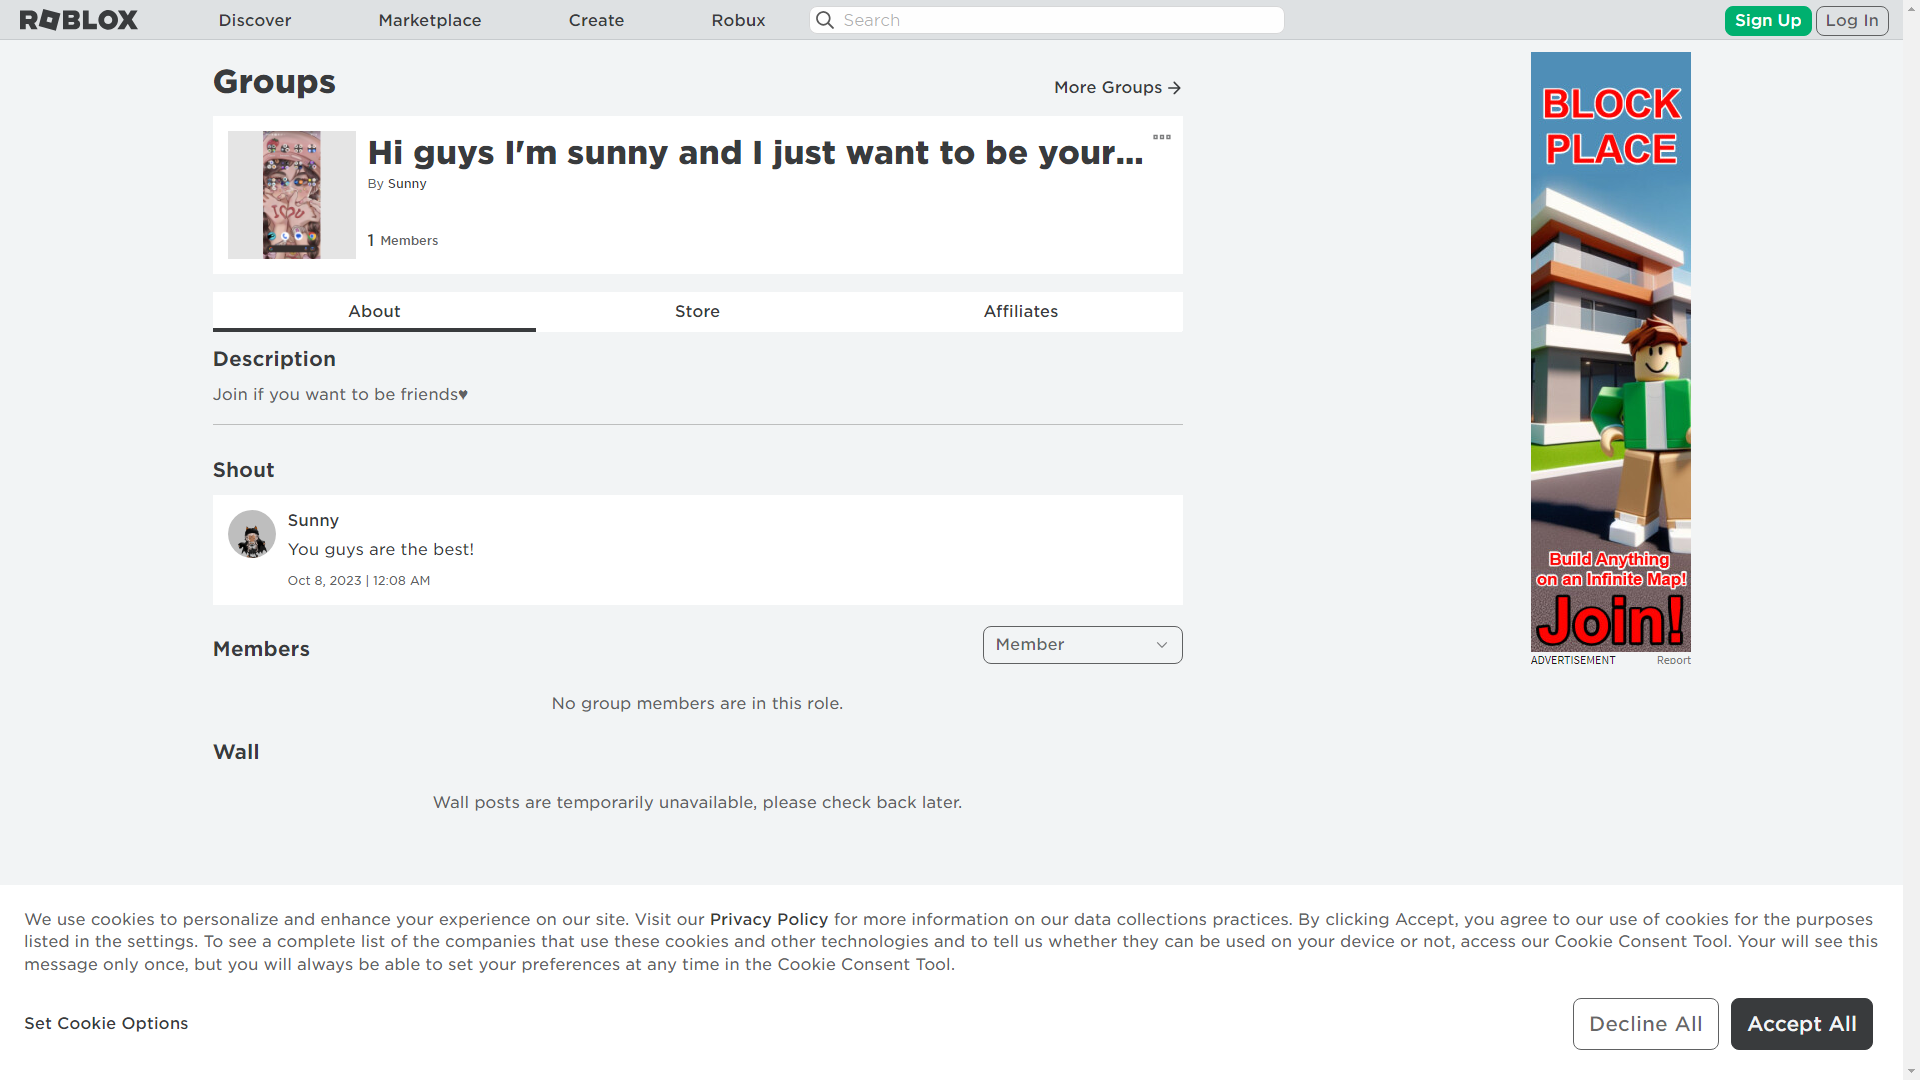 ROBLOX
Discover
Marketplace
Create
Robux
Search
Sign Up
Log In
Groups
More Groups
Hi guys I'm sunny and I just want to be your...
By Sunny
1 Members
I ♡ U
About
Store
Affiliates
Description
Join if you want to be friends♥
Shout
Sunny
You guys are the best!
Oct 8, 2023 | 12:08 AM
Members
Member
No group members are in this role.
Wall
Wall posts are temporarily unavailable, please check back later.
BLOCK
PLACE
Build Anything
on an Infinite Map!
Join!
ADVERTISEMENT
Report
We use cookies to personalize and enhance your experience on our site. Visit our Privacy Policy for more information on our data collections practices. By clicking Accept, you agree to our use of cookies for the purposes
listed in the settings. To see a complete list of the companies that use these cookies and other technologies and to tell us whether they can be used on your device or not, access our Cookie Consent Tool. Your will see this
message only once, but you will always be able to set your preferences at any time in the Cookie Consent Tool.
Set Cookie Options
Decline All
Accept All